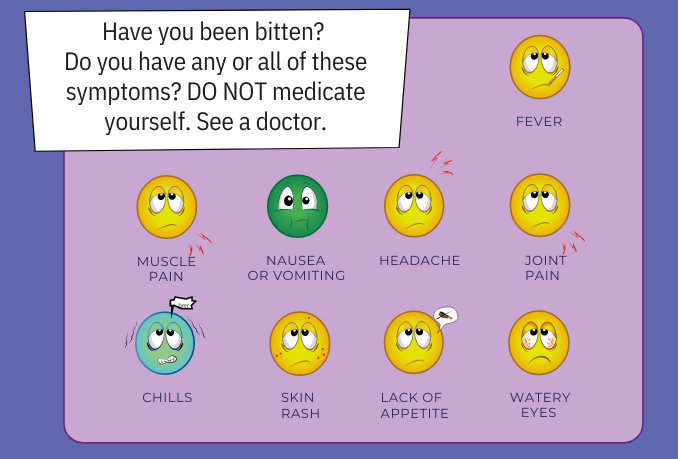 Have you been bitten?
Do you have any or all of these
symptoms? DO NOT medicate
yourself. See a doctor.
FEVER
MUSCLE
PAIN
NAUSEA
OR VOMITING
HEADACHE
JOINT
PAIN
CHILLS
SKIN
RASH
LACK OF
APPETITE
WATERY
EYES